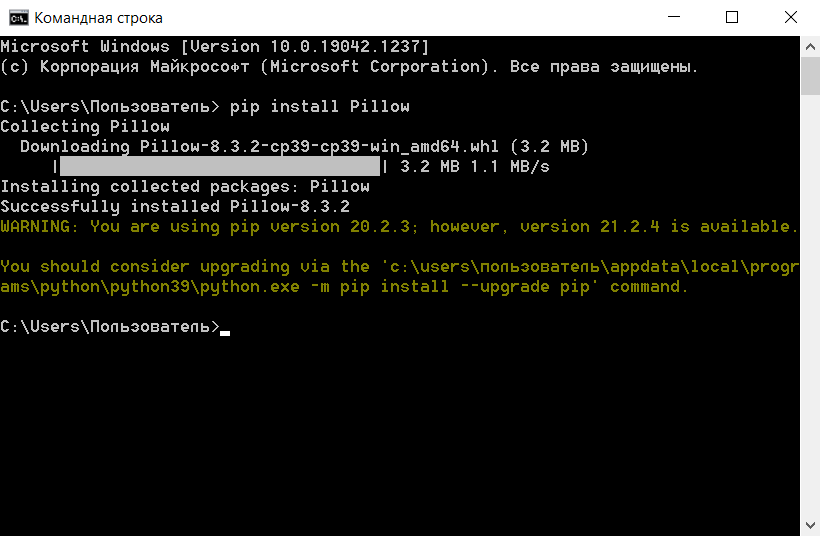 Командная строка
Microsoft Windows [Version 10.0.19042.1237]
(c) Корпорация Майкрософт (Microsoft Corporation). Все права защищены.
C:\Users\Пользователь> pip install Pillow
Collecting Pillow
Downloading Pillow-8.3.2-cp39-cp39-win_amd64.whl (3.2 MB)
| | 3.2 MB 1.1 MB/s
Installing collected packages: Pillow
Successfully installed Pillow-8.3.2
WARNING: You are using pip version 20.2.3; however, version 21.2.4 is available.
You should consider upgrading via the 'c:\users\пользователь\appdata\local\progr
ams\python\python39\python.exe -m pip install --upgrade pip' command.
C:\Users\Пользователь>